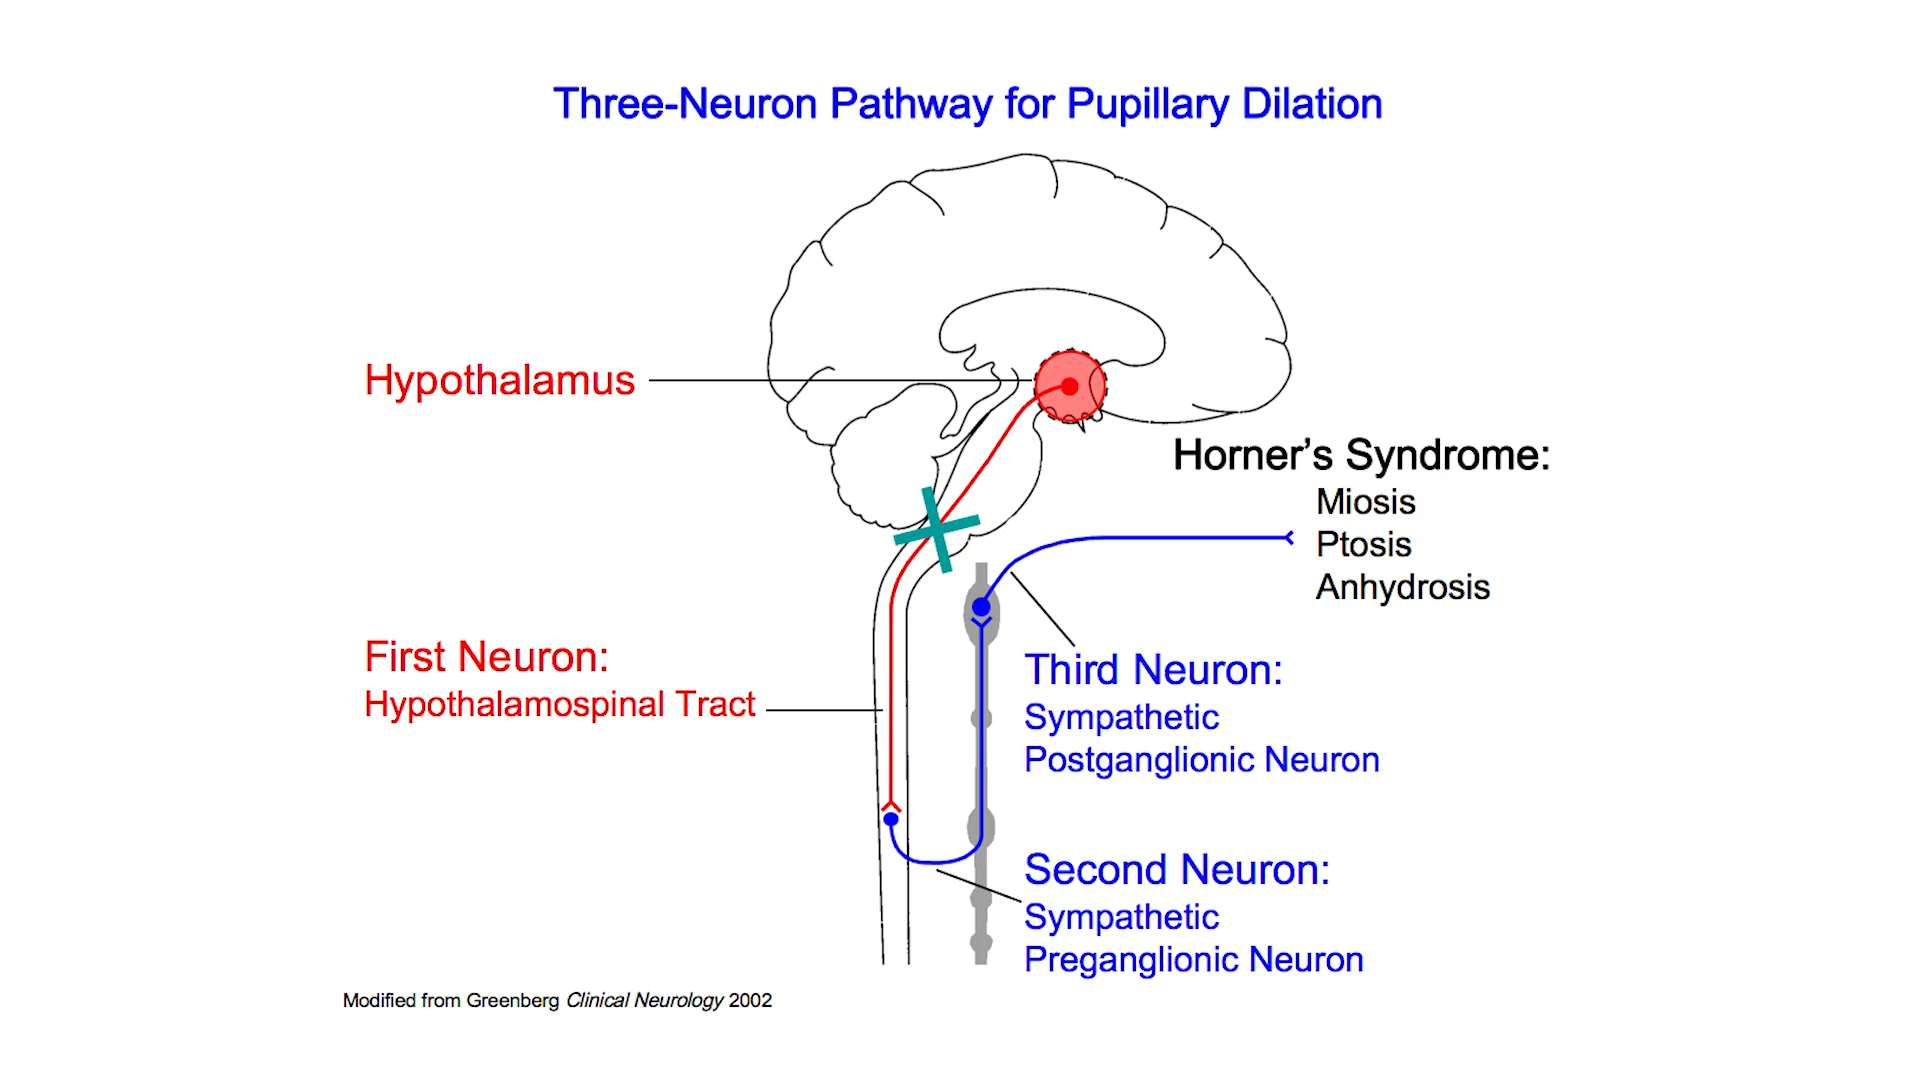 Three-Neuron Pathway for Pupillary Dilation
Hypothalamus
Horner’s Syndrome:
Miosis
Ptosis
Anhydrosis
First Neuron:
Hypothalamospinal Tract
Third Neuron:
Sympathetic
Postganglionic Neuron
Second Neuron:
Sympathetic
Preganglionic Neuron
Modified from Greenberg Clinical Neurology 2002